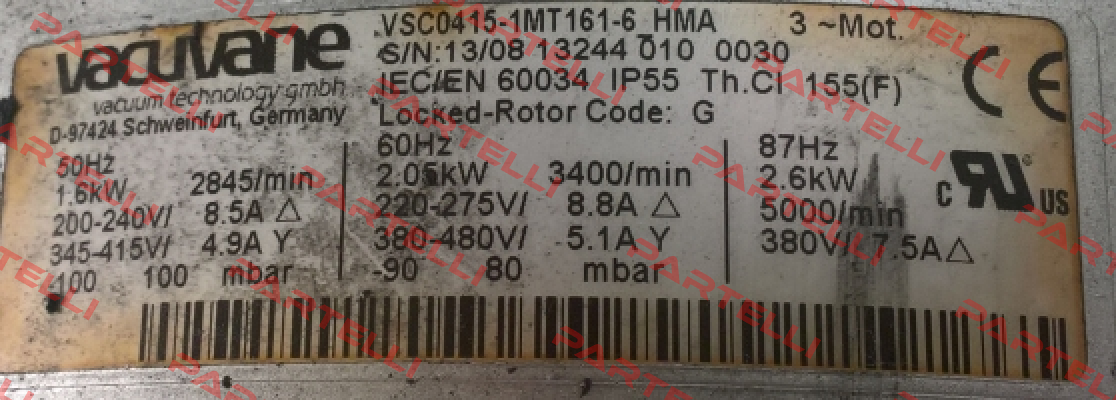 vacuvane
vacuum technology gmbh
D-97424 Schweinfurt, Germany
VSC0415-1MT161-6 HMA 3 ~Mot.
S/N:13/08 13244 010 0030
IEC/EN 60034 IP55 Th.Cl 155(F)
Locked-Rotor Code: G
CE
50Hz
1.6kW 2845/min
200-240V/ 8.5A △
345-415V/ 4.9A Y
-100 100 mbar
60Hz
2.05kW 3400/min
220-275V/ 8.8A △
380-480V/ 5.1A Y
-90 80 mbar
87Hz
2.6kW
5000/min
380V/ 7.5A△
C RU ® US
PARTELLI